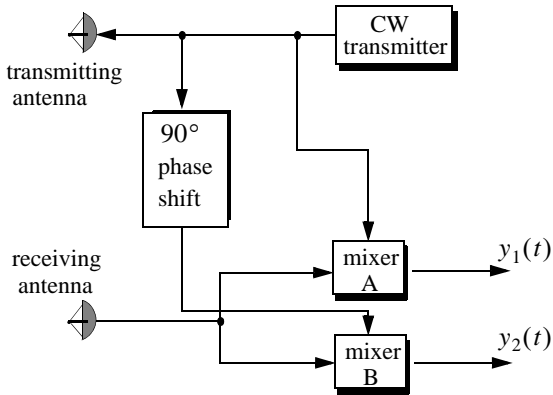 CW
transmitter
transmitting
antenna
90°
phase
shift
receiving
antenna
mixer
A
y₁(t)
mixer
B
y₂(t)